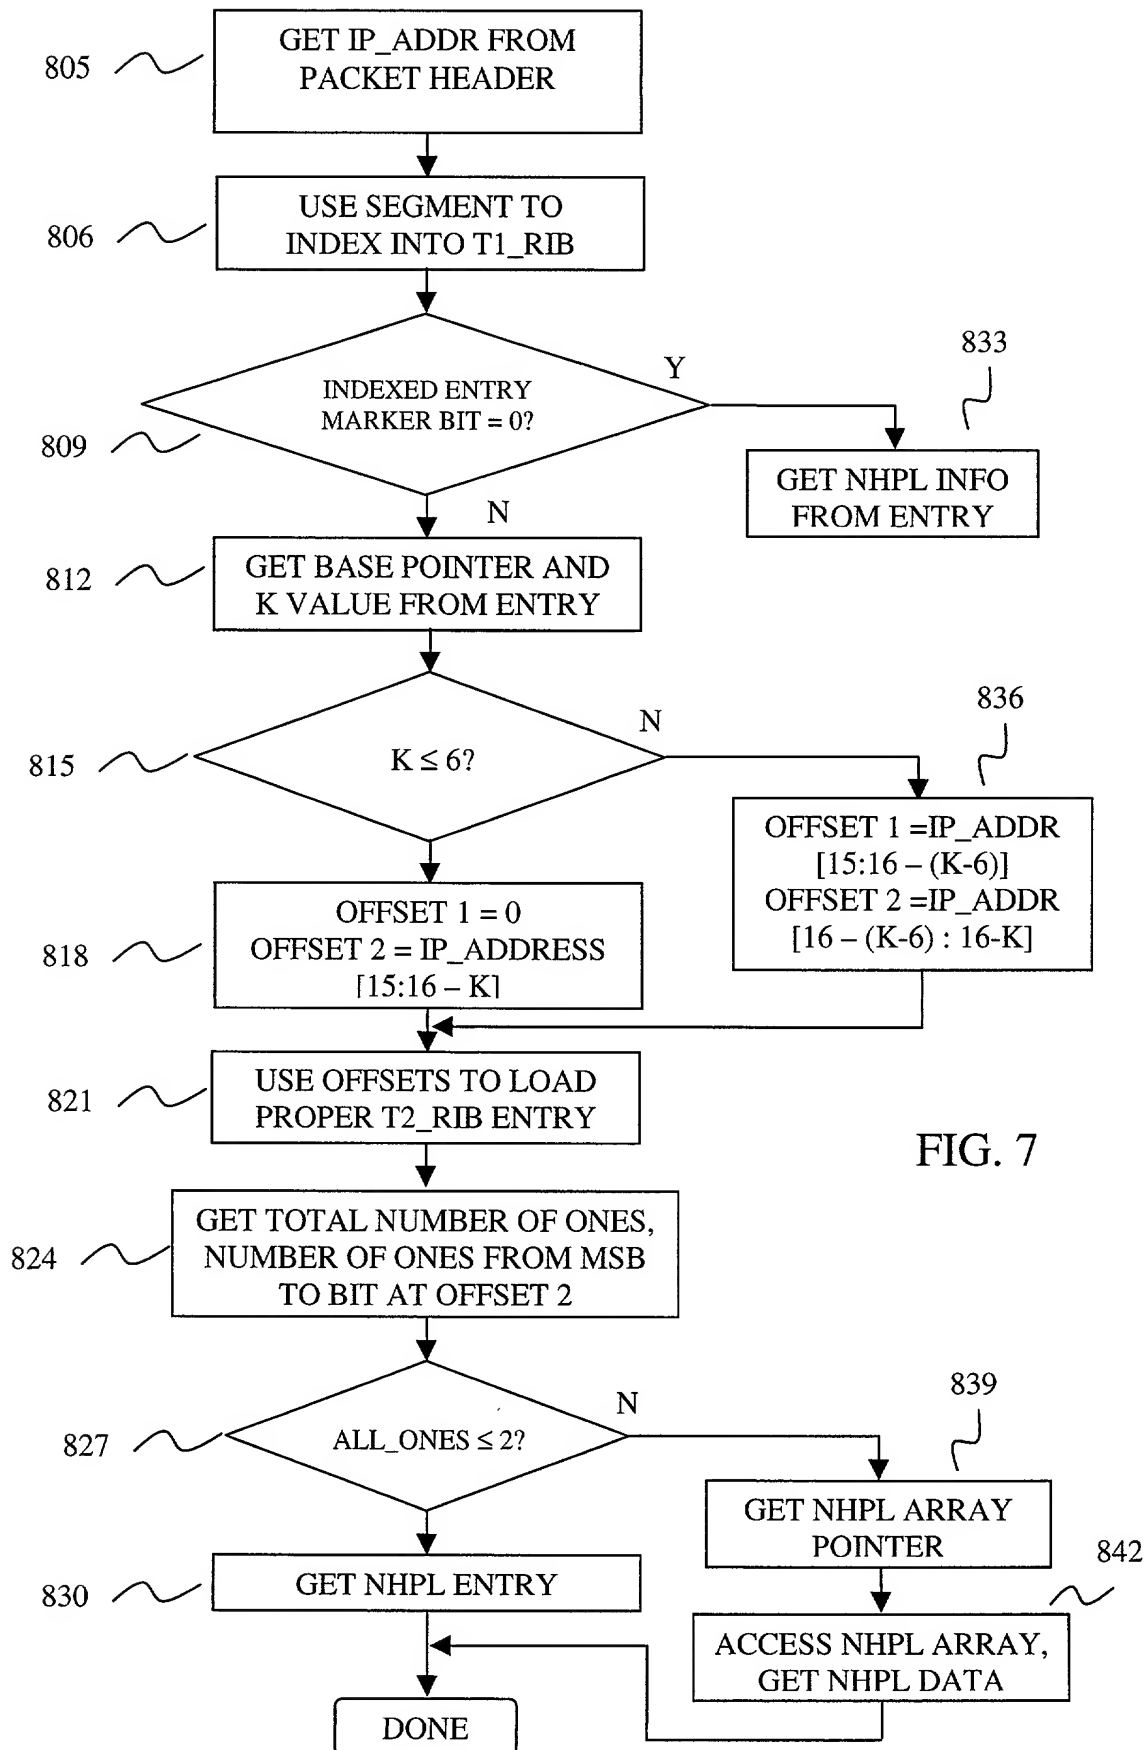 805
GET IP_ADDR FROM
PACKET HEADER
806
USE SEGMENT TO
INDEX INTO T1_RIB
809
INDEXED ENTRY
MARKER BIT = 0?
Y
N
833
GET NHPL INFO
FROM ENTRY
812
GET BASE POINTER AND
K VALUE FROM ENTRY
815
K ≤ 6?
N
836
OFFSET 1 =IP_ADDR
[15:16 – (K-6)]
OFFSET 2 =IP_ADDR
[16 – (K-6) : 16-K]
818
OFFSET 1 = 0
OFFSET 2 = IP_ADDRESS
[15:16 – K]
821
USE OFFSETS TO LOAD
PROPER T2_RIB ENTRY
FIG. 7
824
GET TOTAL NUMBER OF ONES,
NUMBER OF ONES FROM MSB
TO BIT AT OFFSET 2
827
ALL_ONES ≤ 2?
N
839
GET NHPL ARRAY
POINTER
830
GET NHPL ENTRY
842
ACCESS NHPL ARRAY,
GET NHPL DATA
DONE